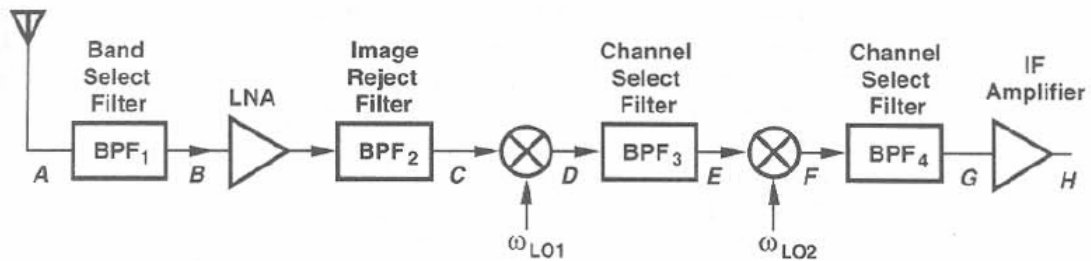 Band
Select
Filter
LNA
Image
Reject
Filter
Channel
Select
Filter
Channel
Select
Filter
IF
Amplifier
BPF₁
BPF₂
BPF₃
BPF₄
A
B
C
D
E
F
G
H
ωLO1
ωLO2